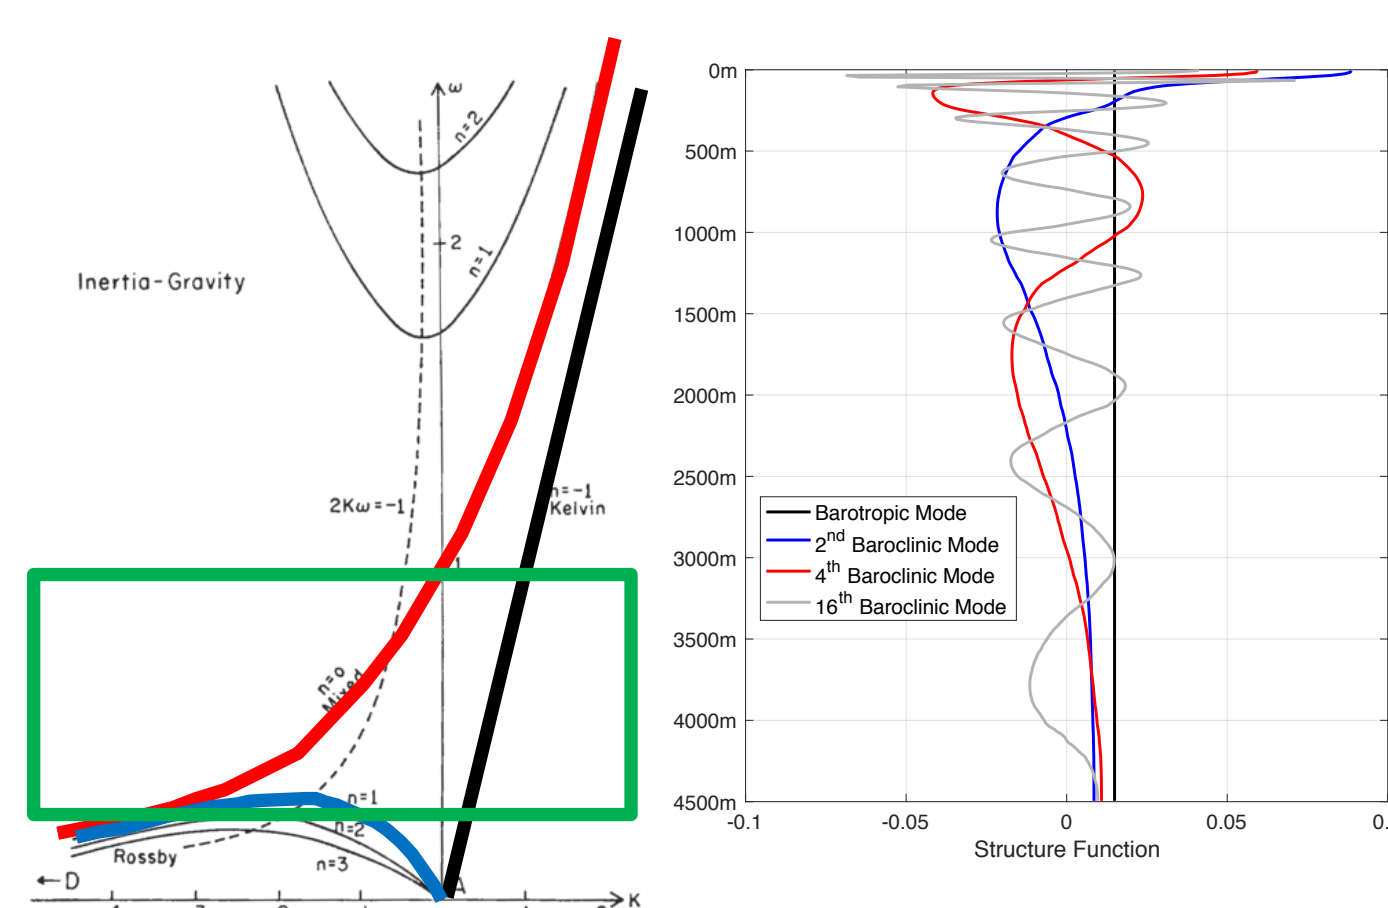 ω
n=2
2
n=1
Inertia-Gravity
2Kω=-1
n=-1
Kelvin
1
n=0
Mixed
n=1
n=2
n=3
Rossby
←D
A
K
0m
500m
1000m
1500m
2000m
2500m
3000m
3500m
4000m
4500m
Barotropic Mode
2nd Baroclinic Mode
4th Baroclinic Mode
16th Baroclinic Mode
-0.1
-0.05
0
0.05
0.
Structure Function